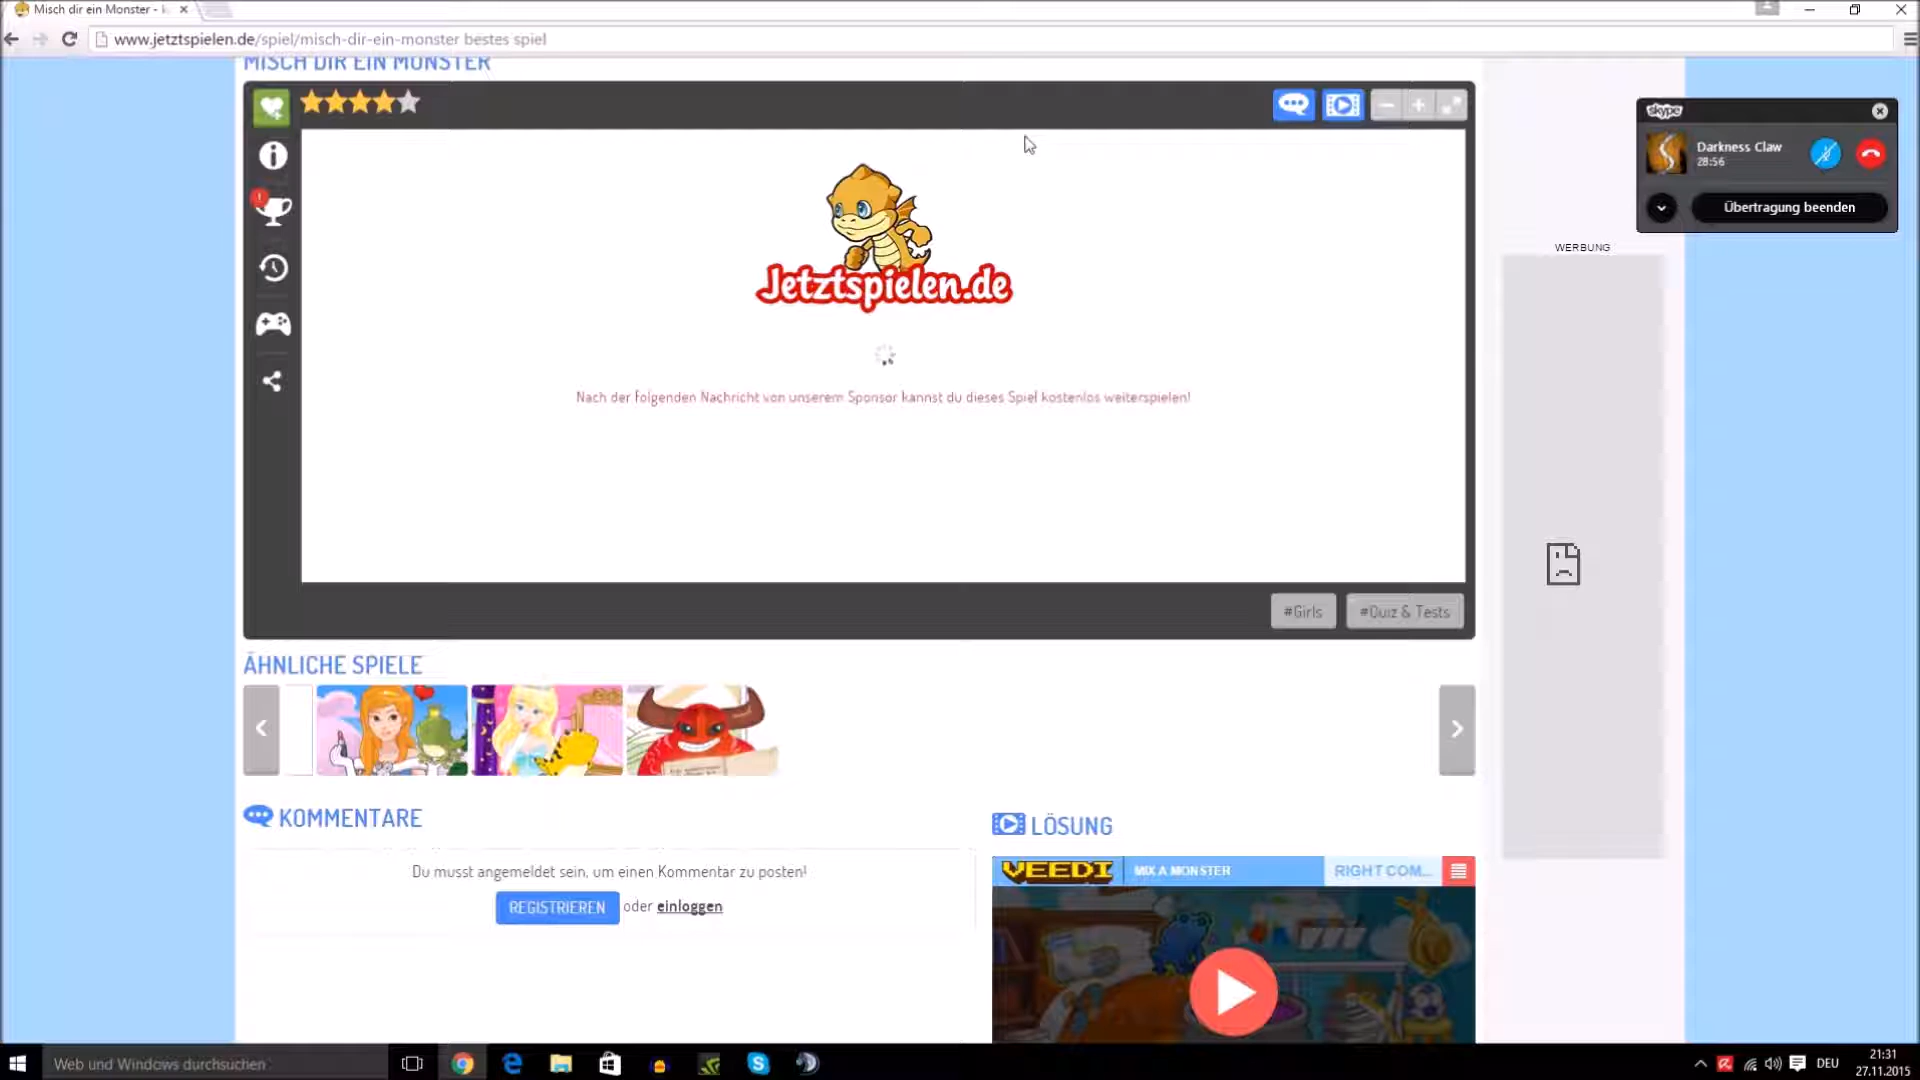 Misch dir ein Monster -
www.jetztspielen.de/spiel/misch-dir-ein-monster bestes spiel
MISCH DIR EIN MONSTER
skype
Darkness Claw
28:56
Übertragung beenden
WERBUNG
Jetztspielen.de
Nach der folgenden Nachricht von unserem Sponsor kannst du dieses Spiel kostenlos weiterspielen!
#Girls
#Quiz & Tests
ÄHNLICHE SPIELE
KOMMENTARE
LÖSUNG
Du musst angemeldet sein, um einen Kommentar zu posten!
REGISTRIEREN oder einloggen
VEEDI
MIX A MONSTER
RIGHT COM...
Web und Windows durchsuchen
DEU
21:31
27.11.2015